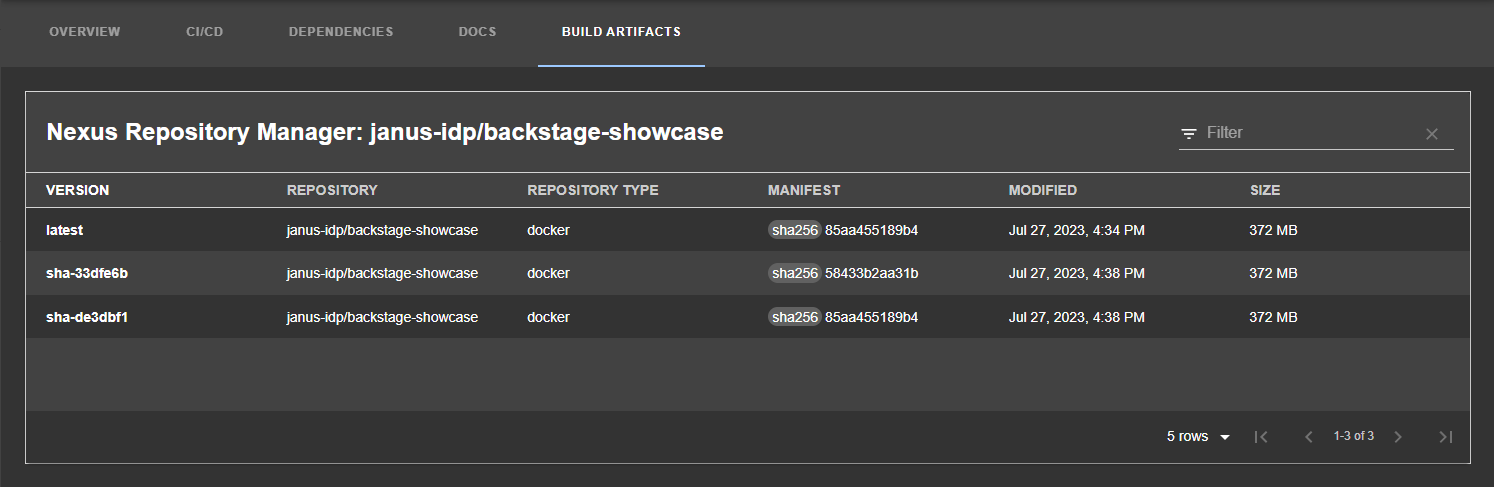 OVERVIEW CI/CD DEPENDENCIES DOCS BUILD ARTIFACTS
Nexus Repository Manager: janus-idp/backstage-showcase Filter
VERSION REPOSITORY REPOSITORY TYPE MANIFEST MODIFIED SIZE
latest janus-idp/backstage-showcase docker sha256 85aa455189b4 Jul 27, 2023, 4:34 PM 372 MB
sha-33dfe6b janus-idp/backstage-showcase docker sha256 58433b2aa31b Jul 27, 2023, 4:38 PM 372 MB
sha-de3dbf1 janus-idp/backstage-showcase docker sha256 85aa455189b4 Jul 27, 2023, 4:38 PM 372 MB
5 rows 1-3 of 3